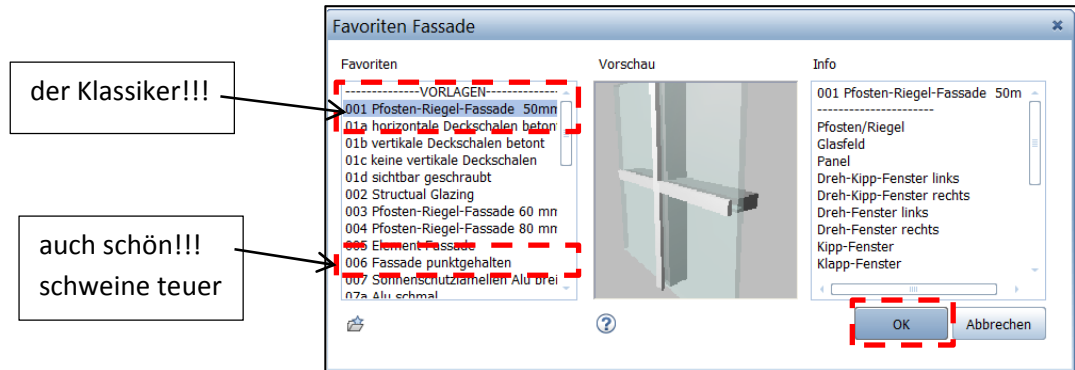 Favoriten Fassade
der Klassiker!!!
auch schön!!!
schweine teuer
Favoriten
---------------VORLAGEN---------------
001 Pfosten-Riegel-Fassade 50mm
01a horizontale Deckschalen beton
01b vertikale Deckschalen betont
01c keine vertikale Deckschalen
01d sichtbar geschraubt
002 Structual Glazing
003 Pfosten-Riegel-Fassade 60 mm
004 Pfosten-Riegel-Fassade 80 mm
005 Element-Fassade
006 Fassade punktgehalten
007 Sonnenschutzlamellen Alu brei
07a Alu schmal
Vorschau
Info
001 Pfosten-Riegel-Fassade 50m
----------------------
Pfosten/Riegel
Glasfeld
Panel
Dreh-Kipp-Fenster links
Dreh-Kipp-Fenster rechts
Dreh-Fenster links
Dreh-Fenster rechts
Kipp-Fenster
Klapp-Fenster
OK
Abbrechen